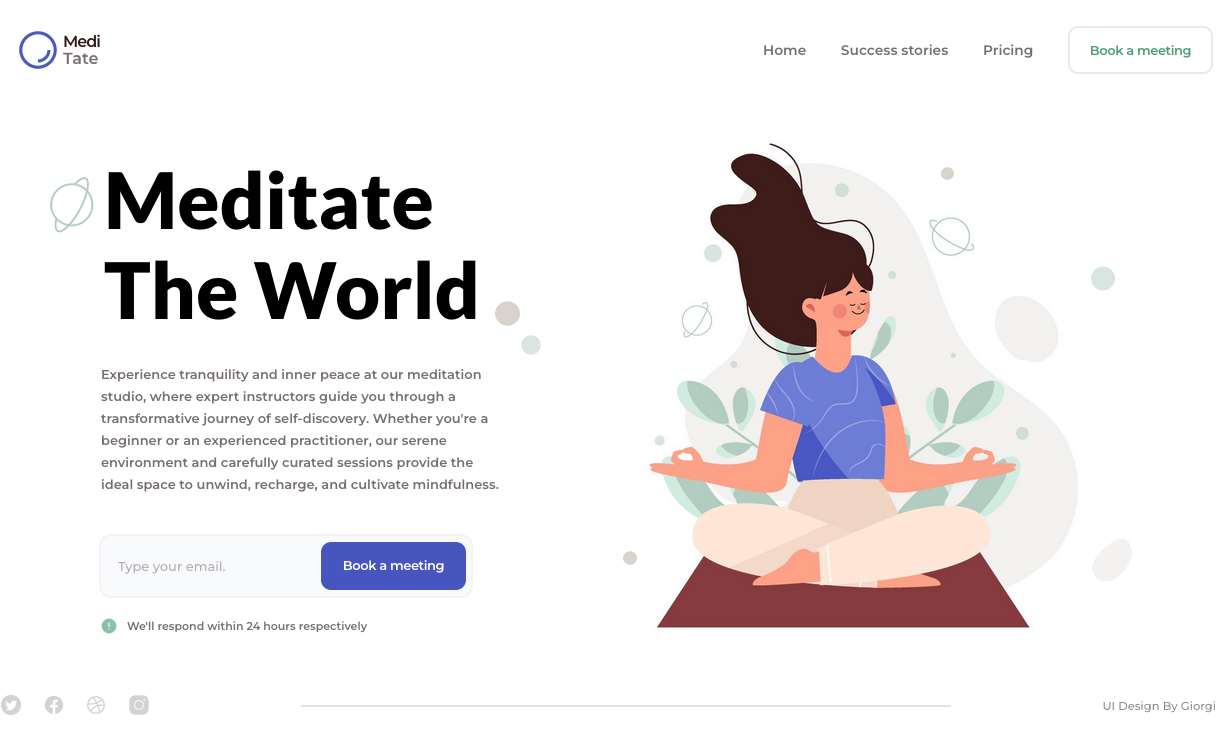 Medi
Tate
Home
Success stories
Pricing
Book a meeting
Meditate
The World
Experience tranquility and inner peace at our meditation
studio, where expert instructors guide you through a
transformative journey of self-discovery. Whether you're a
beginner or an experienced practitioner, our serene
environment and carefully curated sessions provide the
ideal space to unwind, recharge, and cultivate mindfulness.
Type your email.
Book a meeting
We'll respond within 24 hours respectively
UI Design By Giorgi